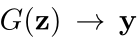 G(z) → y